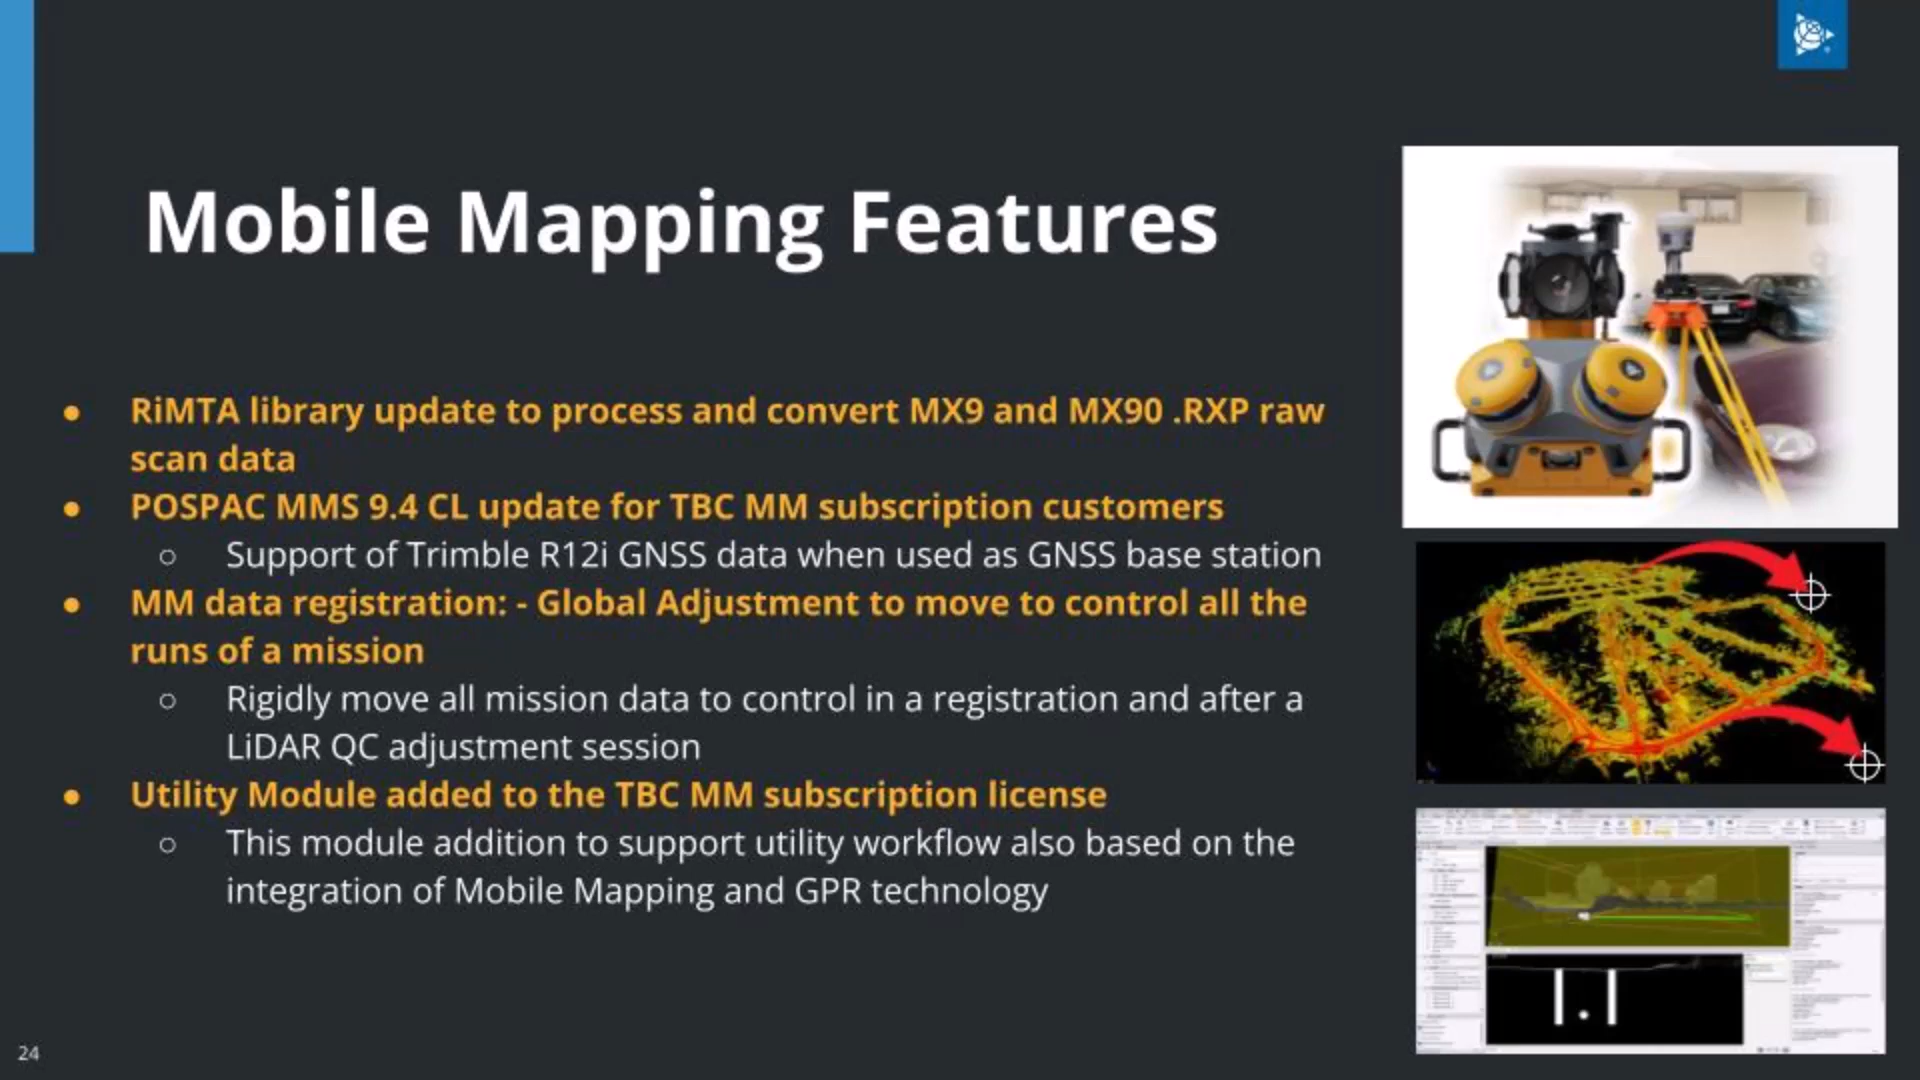 Mobile Mapping Features
● RiMTA library update to process and convert MX9 and MX90 .RXP raw
scan data
● POSPAC MMS 9.4 CL update for TBC MM subscription customers
○ Support of Trimble R12i GNSS data when used as GNSS base station
● MM data registration: - Global Adjustment to move to control all the
runs of a mission
○ Rigidly move all mission data to control in a registration and after a
LiDAR QC adjustment session
● Utility Module added to the TBC MM subscription license
○ This module addition to support utility workflow also based on the
integration of Mobile Mapping and GPR technology
24